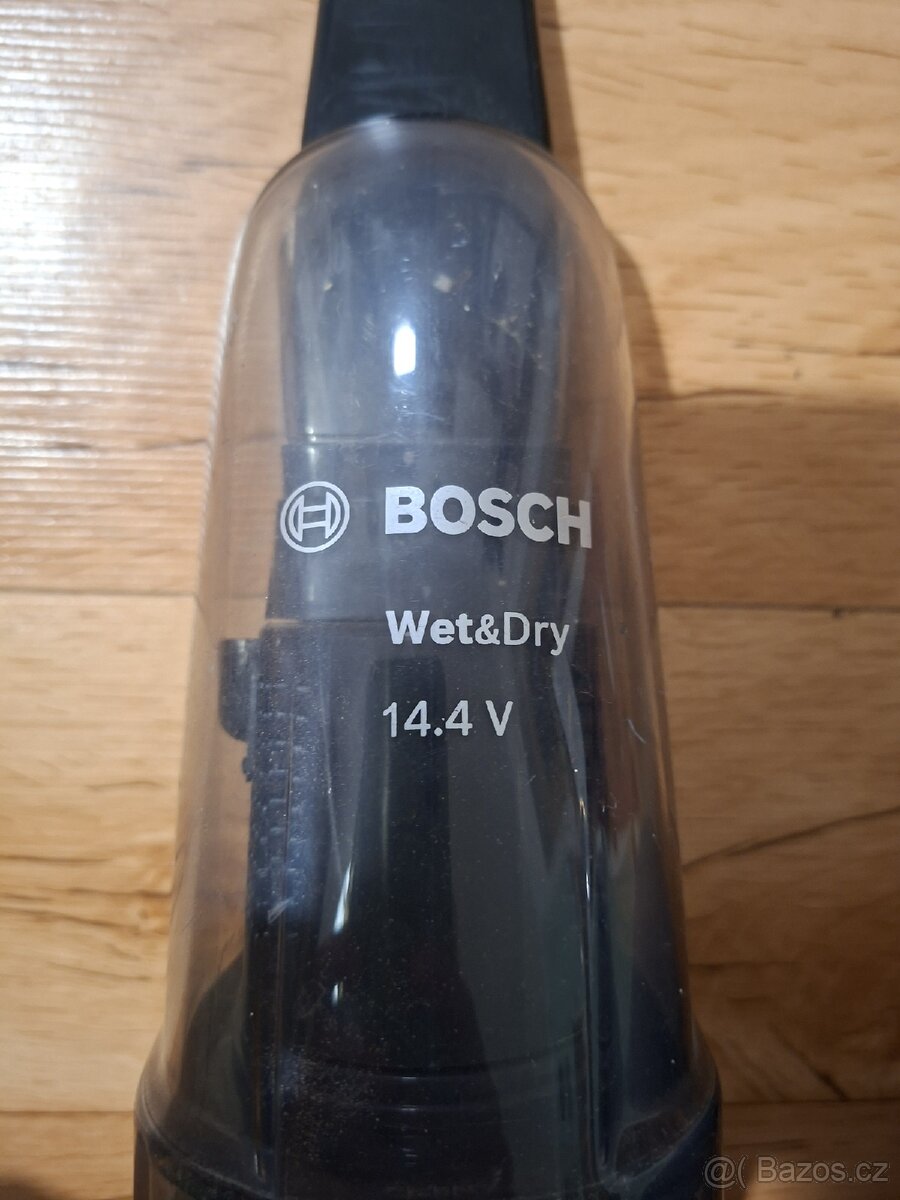 BOSCH
Wet&Dry
14.4 V
@( Bazos.cz